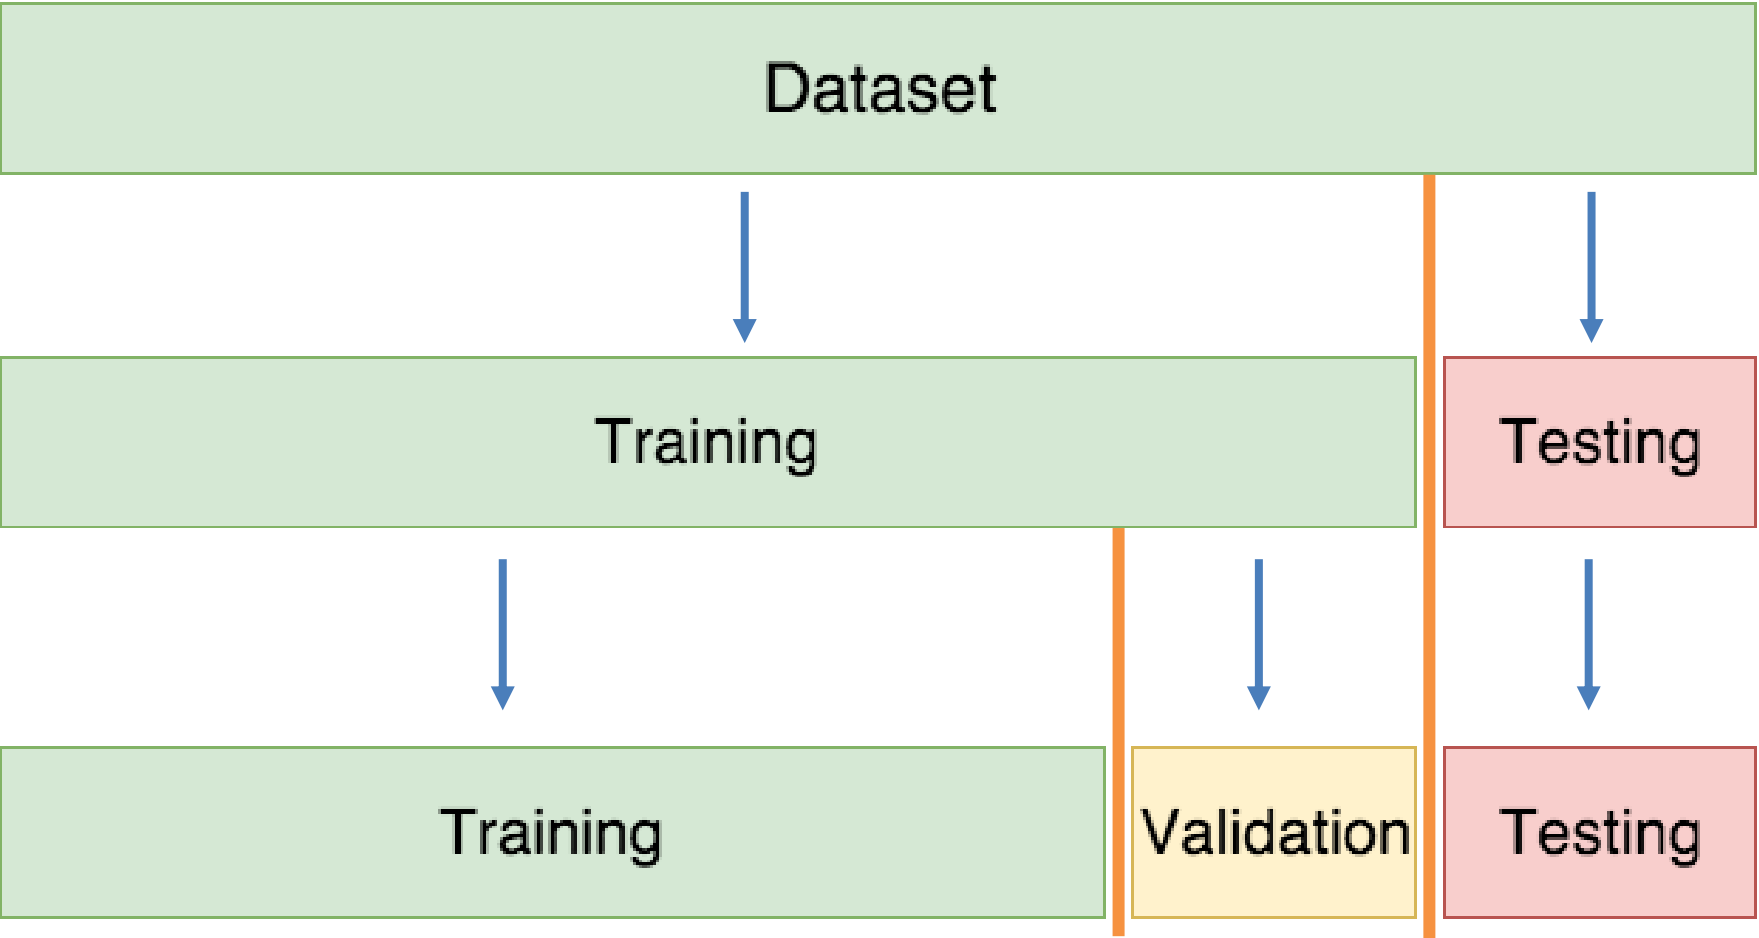 Dataset
Training
Testing
Training
Validation
Testing